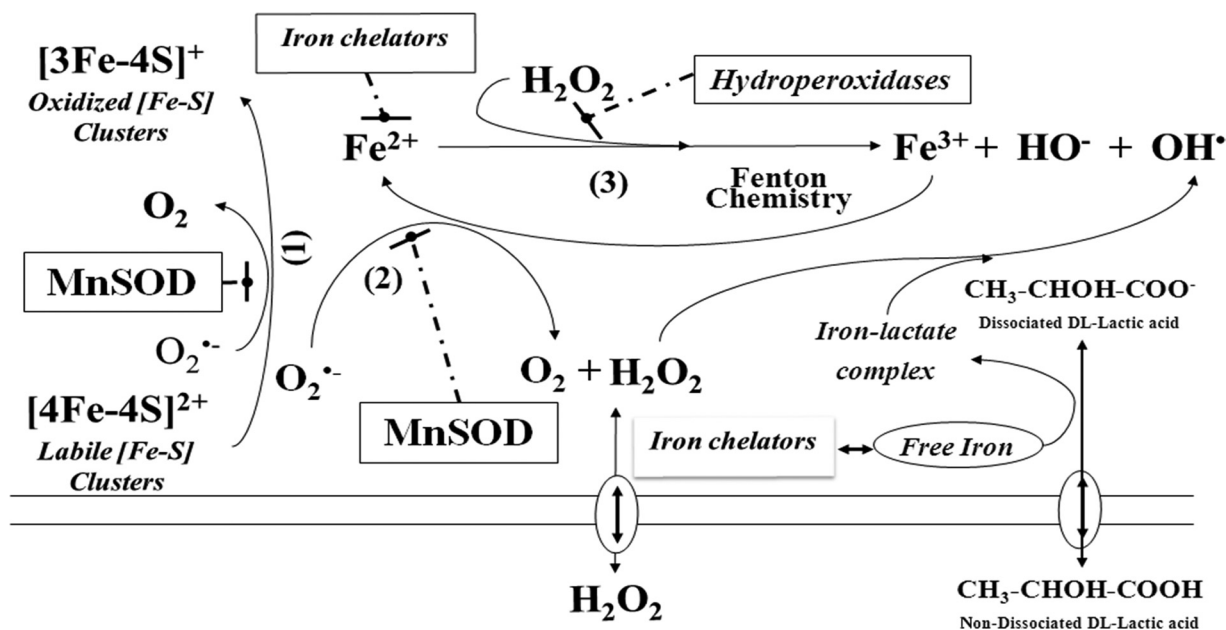 Iron chelators
[3Fe-4S]⁺
Oxidized [Fe-S]
Clusters
H₂O₂
Hydroperoxidases
Fe²⁺
Fe³⁺ + HO⁻ + OH•
(3)
Fenton
Chemistry
O₂
(1)
MnSOD
(2)
O₂•⁻
O₂•⁻
O₂ + H₂O₂
Iron-lactate
complex
CH₃-CHOH-COO⁻
Dissociated DL-Lactic acid
[4Fe-4S]²⁺
Labile [Fe-S]
Clusters
MnSOD
Iron chelators
Free Iron
H₂O₂
CH₃-CHOH-COOH
Non-Dissociated DL-Lactic acid